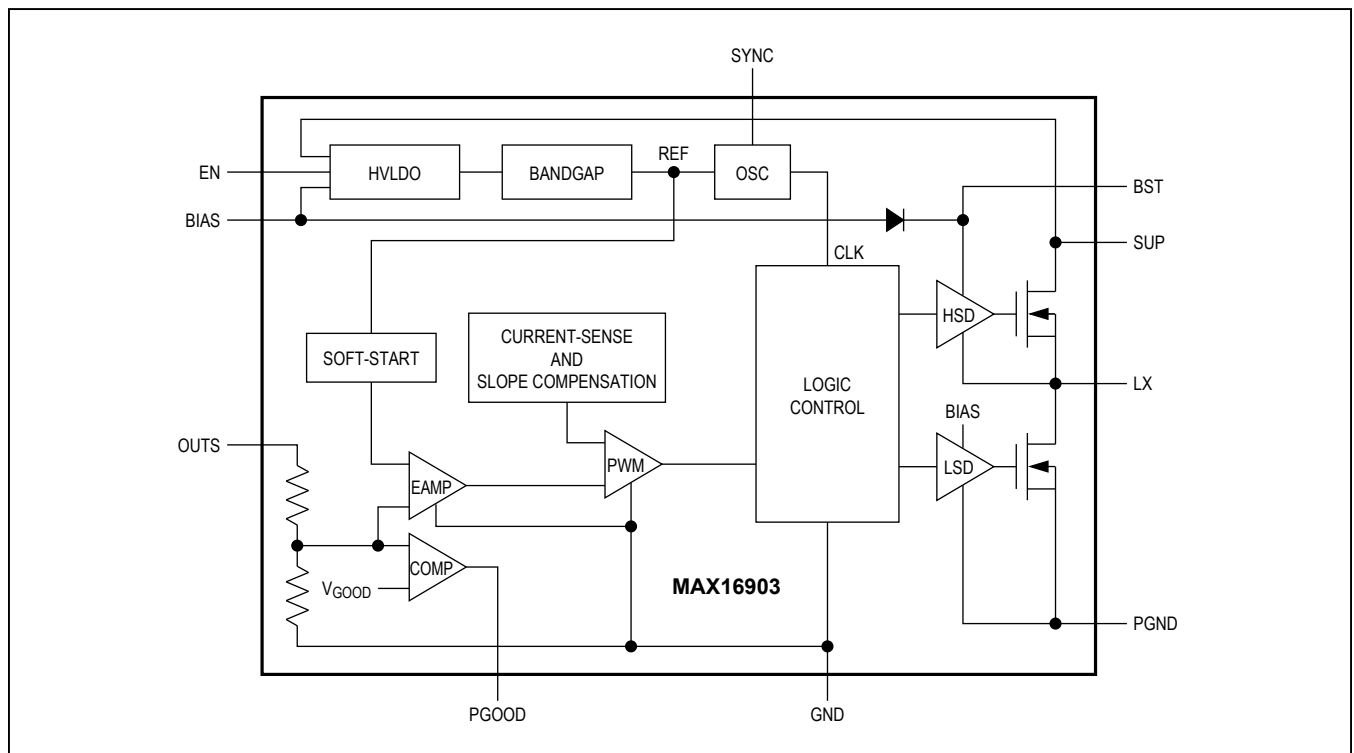 SYNC
EN
HVLDO
BANDGAP
REF
OSC
BST
BIAS
SUP
CLK
HSD
SOFT-START
CURRENT-SENSE
AND
SLOPE COMPENSATION
LOGIC
CONTROL
LX
BIAS
OUTS
EAMP
PWM
LSD
COMP
VGOOD
MAX16903
PGND
PGOOD
GND